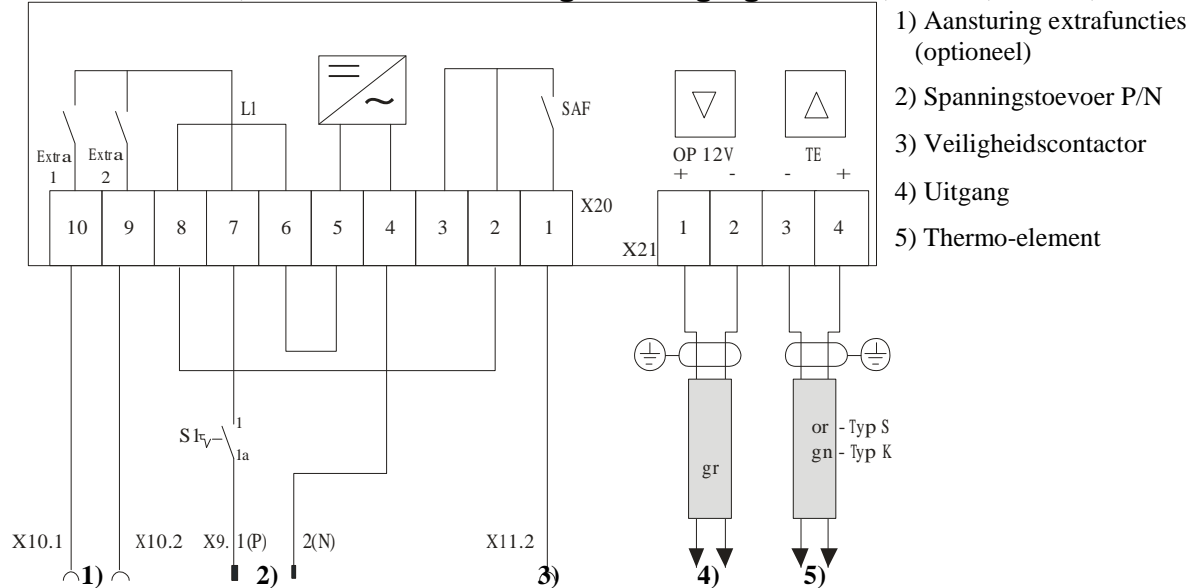 1) Aansturing extrafuncties
(optioneel)
2) Spanningstoevoer P/N
3) Veiligheidscontactor
4) Uitgang
5) Thermo-element
L1
SAF
Extra
1
Extra
2
OP 12V
+ -
TE
- +
10 9 8 7 6 5 4 3 2 1
X20
X21
1 2 3 4
S1
1
1a
gr
or - Typ S
gn - Typ K
X10.1
X10.2
X9. 1(P)
2(N)
X11.2
1)
2)
3)
4)
5)